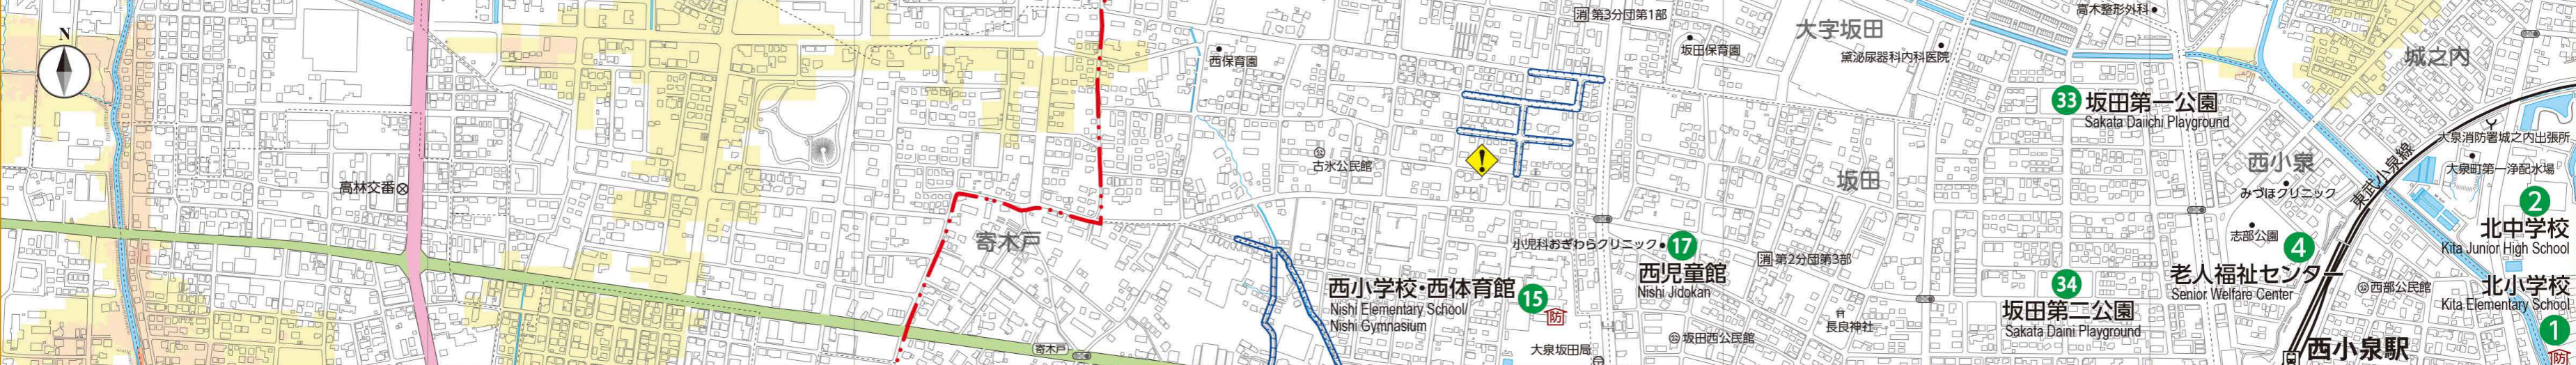 N
高林交番
寄木戸
寄木戸
西保育園
古氷公民館
消 第3分団第1部
坂田保育園
大字坂田
黛泌尿器科内科医院
高木整形外科
城之内
33 坂田第一公園
Sakata Daiichi Playground
大泉消防署城之内出張所
大泉町第一浄配水場
西小泉
みづほクリニック
東武小泉線
坂田
!
2
北中学校
Kita Junior High School
志部公園
4
老人福祉センター
Senior Welfare Center
小児科おぎわらクリニック
17
西児童館
Nishi Jidokan
消 第2分団第3部
西小学校・西体育館 15
Nishi Elementary School/
Nishi Gymnasium
防
34
坂田第二公園
Sakata Daini Playground
北小学校
Kita Elementary School
1
防
公 西部公民館
長良神社
公 坂田西公民館
大泉坂田局
西小泉駅